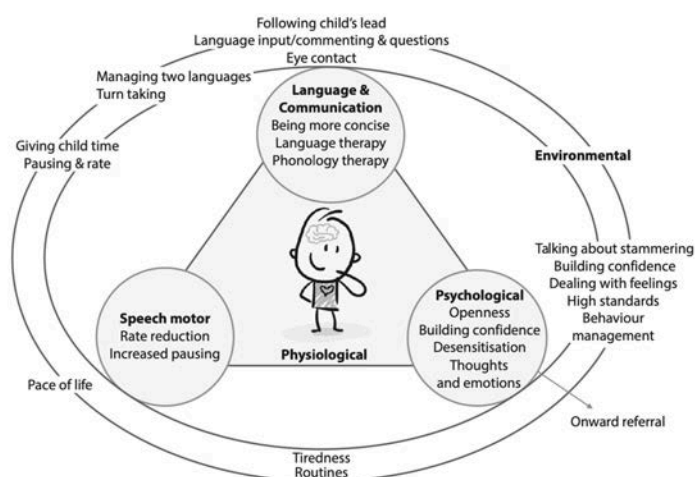 Following child's lead
Language input/commenting & questions
Eye contact
Managing two languages
Turn taking
Language &
Communication
Being more concise
Language therapy
Phonology therapy
Giving child time
Pausing & rate
Environmental
Talking about stammering
Building confidence
Dealing with feelings
High standards
Behaviour
management
Speech motor
Rate reduction
Increased pausing
Physiological
Psychological
Openness
Building confidence
Desensitisation
Thoughts
and emotions
Pace of life
Onward referral
Tiredness
Routines